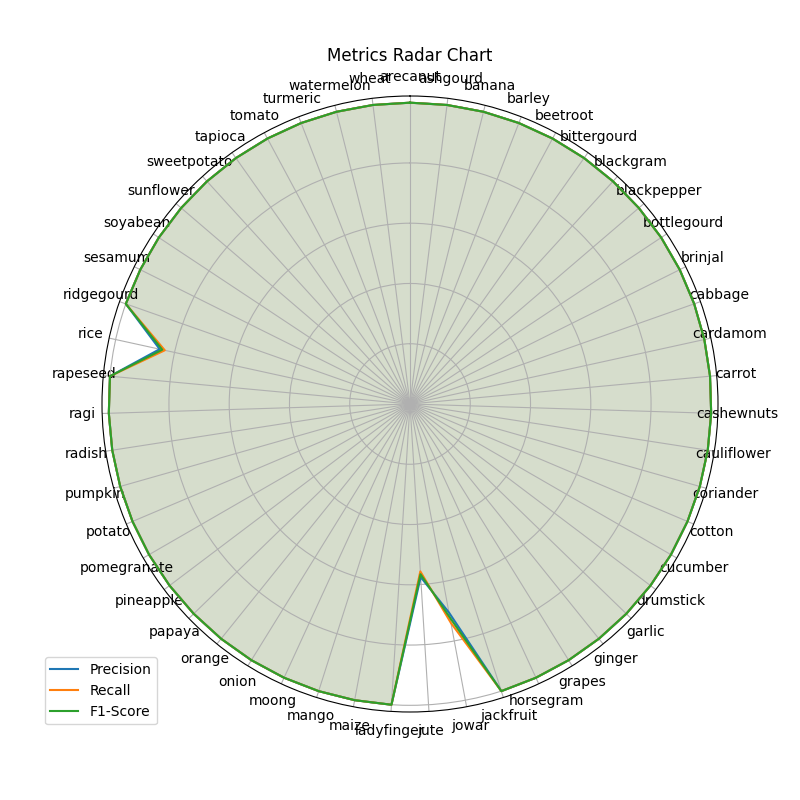 Metrics Radar Chart
arecanut
ashgourd
banana
barley
beetroot
bittergourd
blackgram
blackpepper
bottlegourd
brinjal
cabbage
cardamom
carrot
cashewnuts
cauliflower
coriander
cotton
cucumber
drumstick
garlic
ginger
grapes
horsegram
jackfruit
jowar
jute
ladyfinger
maize
mango
moong
onion
orange
papaya
pineapple
pomegranate
potato
pumpkin
radish
ragi
rapeseed
rice
ridgegourd
sesamum
soyabean
sunflower
sweetpotato
tapioca
tomato
turmeric
watermelon
wheat
Precision
Recall
F1-Score